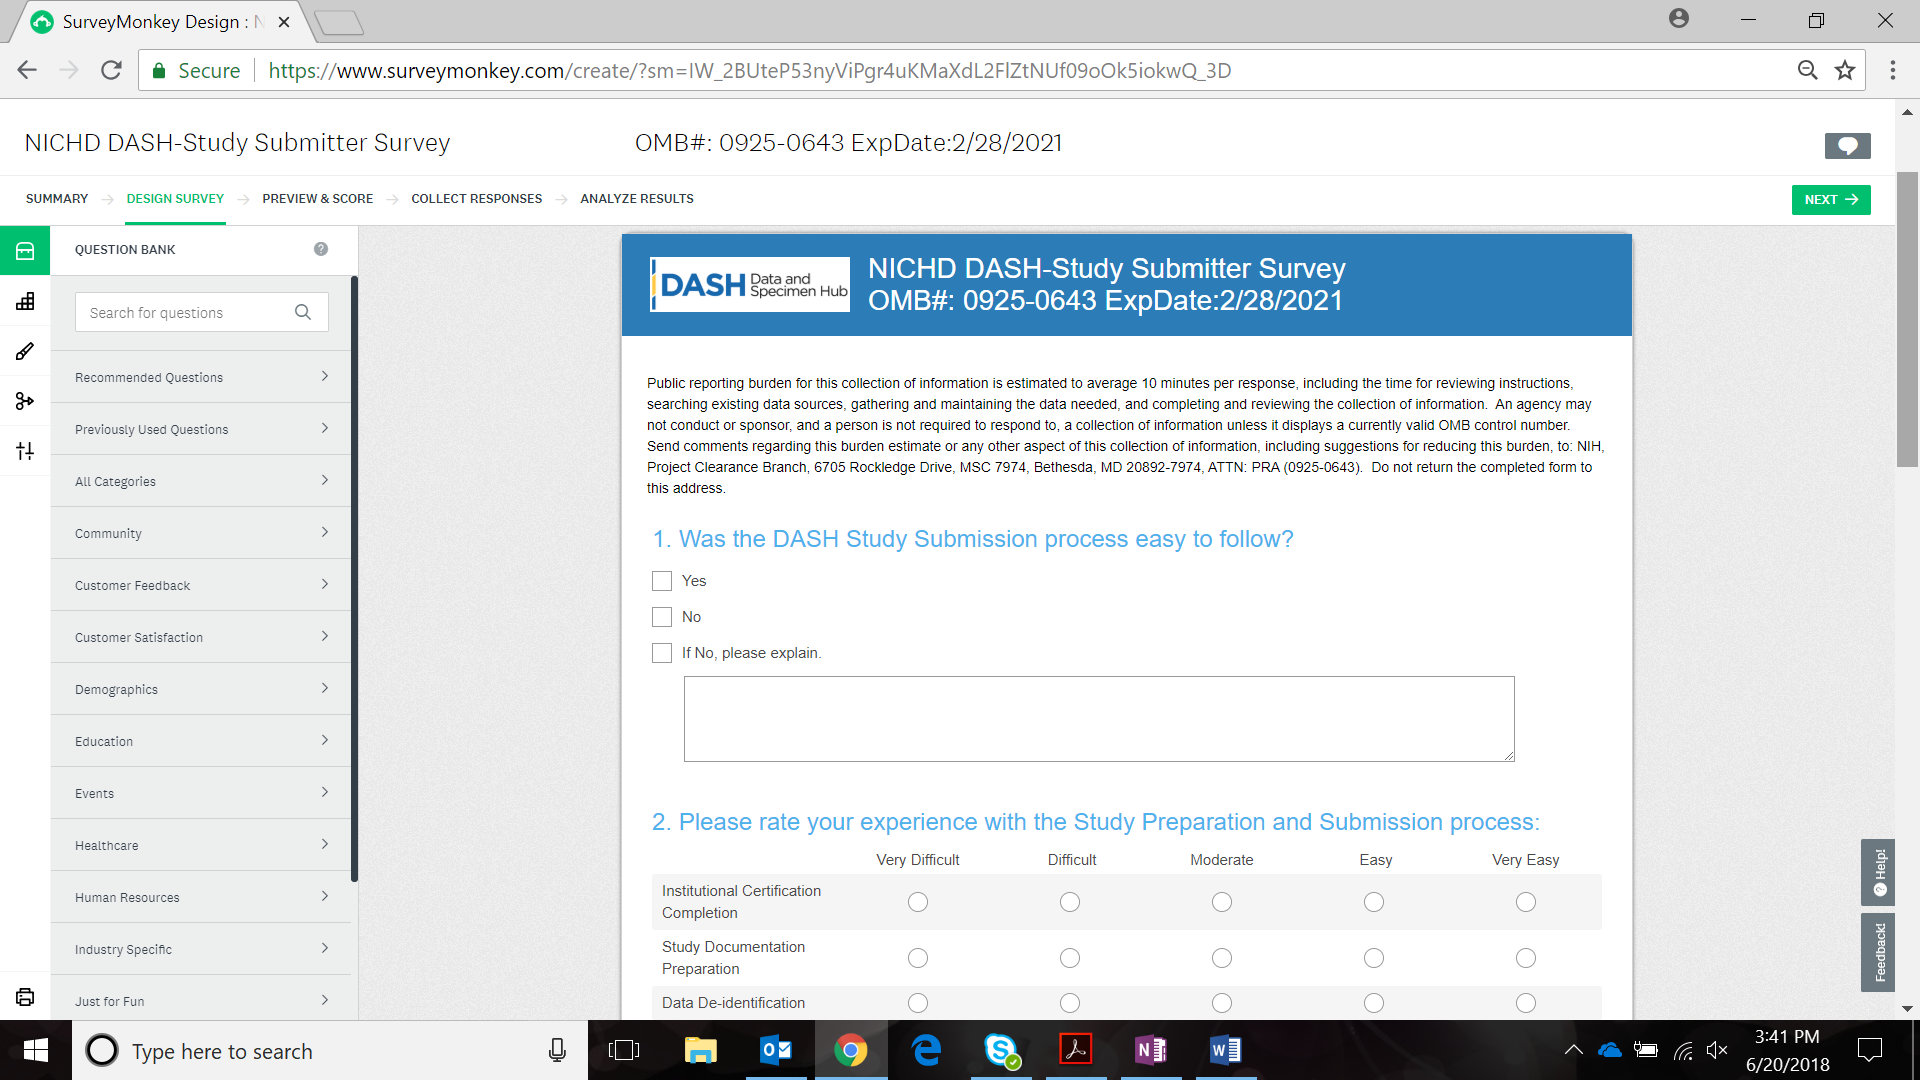 SurveyMonkey Design : N
Secure
https://www.surveymonkey.com/create/?sm=IW_2BUteP53nyViPgr4uKMaXdL2FlZtNUf09oOk5iokwQ_3D
NICHD DASH-Study Submitter Survey OMB#: 0925-0643 ExpDate:2/28/2021
SUMMARY DESIGN SURVEY PREVIEW & SCORE COLLECT RESPONSES ANALYZE RESULTS NEXT
QUESTION BANK
?
Search for questions
Recommended Questions
Previously Used Questions
All Categories
Community
Customer Feedback
Customer Satisfaction
Demographics
Education
Events
Healthcare
Human Resources
Industry Specific
Just for Fun
DASH Data and
Specimen Hub
NICHD DASH-Study Submitter Survey
OMB#: 0925-0643 ExpDate:2/28/2021
Public reporting burden for this collection of information is estimated to average 10 minutes per response, including the time for reviewing instructions,
searching existing data sources, gathering and maintaining the data needed, and completing and reviewing the collection of information.  An agency may
not conduct or sponsor, and a person is not required to respond to, a collection of information unless it displays a currently valid OMB control number.
Send comments regarding this burden estimate or any other aspect of this collection of information, including suggestions for reducing this burden, to: NIH,
Project Clearance Branch, 6705 Rockledge Drive, MSC 7974, Bethesda, MD 20892-7974, ATTN: PRA (0925-0643).  Do not return the completed form to
this address.
1. Was the DASH Study Submission process easy to follow?
Yes
No
If No, please explain.
2. Please rate your experience with the Study Preparation and Submission process:
Very Difficult Difficult Moderate Easy Very Easy
Institutional Certification
Completion
Study Documentation
Preparation
Data De-identification
? Help!
Feedback!
Type here to search
3:41 PM
6/20/2018